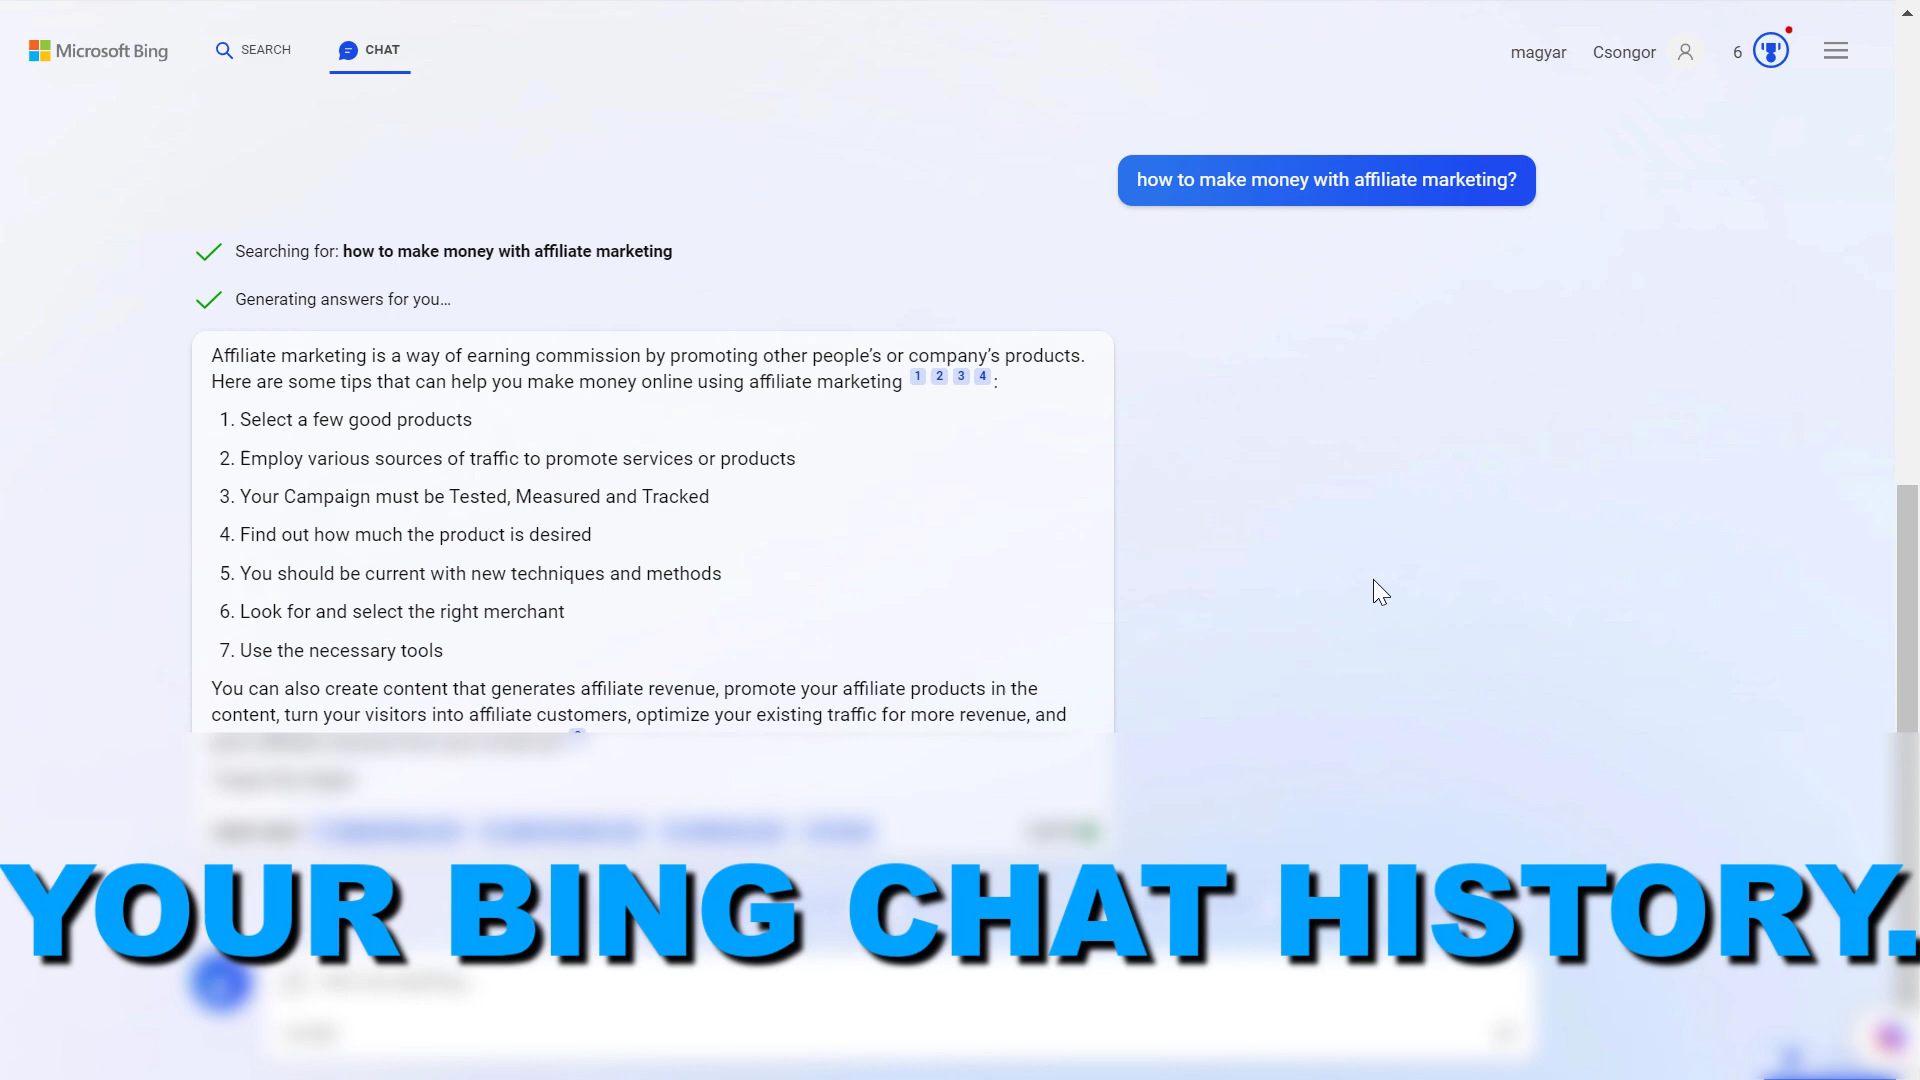 Microsoft Bing
SEARCH
CHAT
magyar
Csongor
6
how to make money with affiliate marketing?
Searching for: how to make money with affiliate marketing
Generating answers for you...
Affiliate marketing is a way of earning commission by promoting other people's or company's products.
Here are some tips that can help you make money online using affiliate marketing 1 2 3 4 :
1. Select a few good products
2. Employ various sources of traffic to promote services or products
3. Your Campaign must be Tested, Measured and Tracked
4. Find out how much the product is desired
5. You should be current with new techniques and methods
6. Look for and select the right merchant
7. Use the necessary tools
You can also create content that generates affiliate revenue, promote your affiliate products in the
content, turn your visitors into affiliate customers, optimize your existing traffic for more revenue, and
YOUR BING CHAT HISTORY.